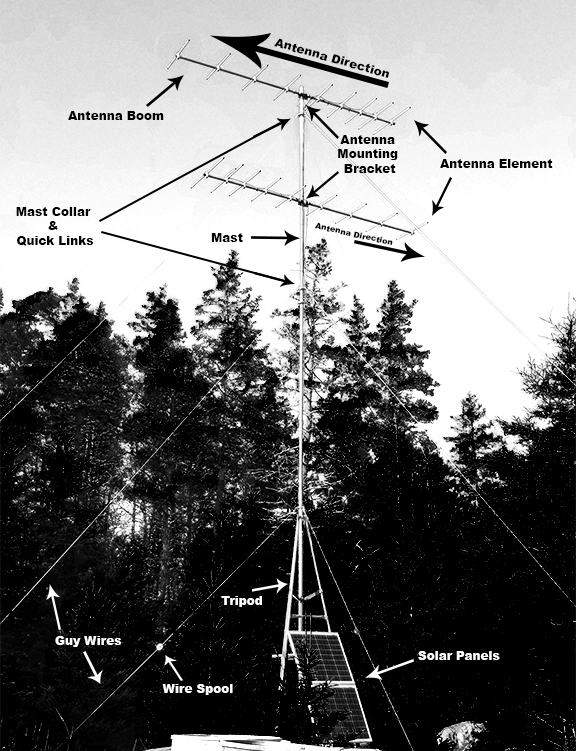 Antenna Direction
Antenna Boom
Antenna
Mounting
Bracket
Antenna Element
Mast Collar
&
Quick Links
Mast
Antenna Direction
Tripod
Guy Wires
Wire Spool
Solar Panels